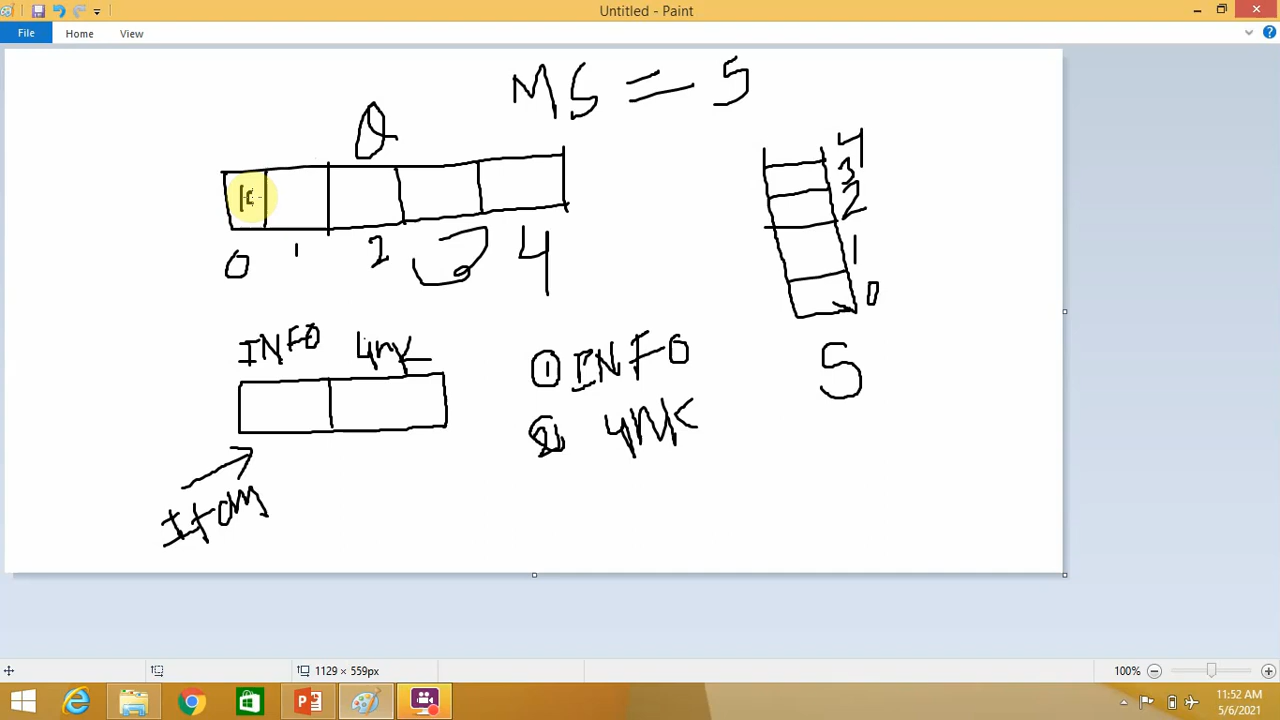 Untitled - Paint
File Home View
MS = 5
Q
10
0 1 2 3 4
4
3
2
1
0
5
INFO Link
① INFO
② LINK
Item
1129 × 559px
100%
11:52 AM
5/6/2021